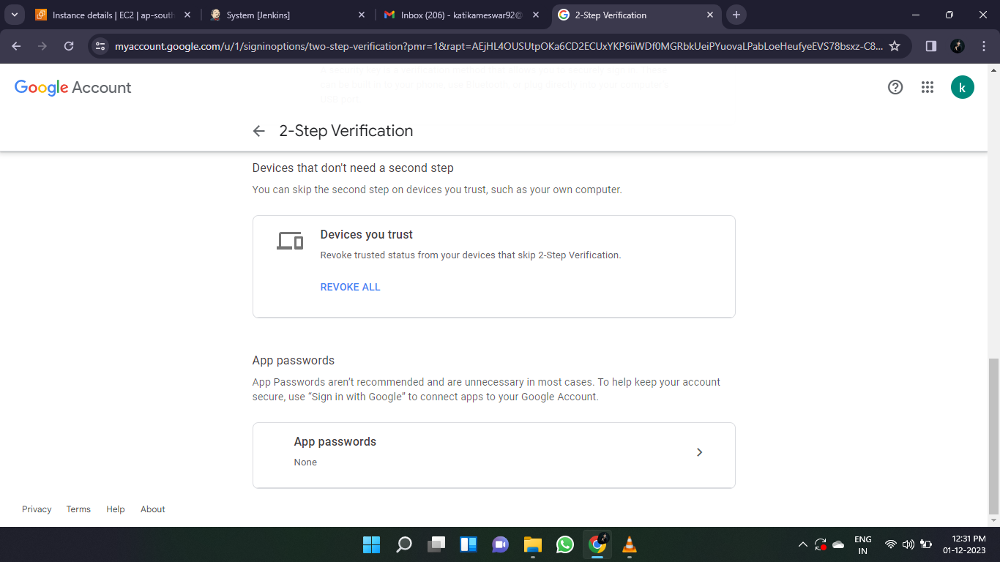 Instance details | EC2 | ap-south
System [Jenkins]
Inbox (206) - katikameswar92@
2-Step Verification
myaccount.google.com/u/1/signinoptions/two-step-verification?pmr=1&rapt=AEjHL4OUSUtpOKa6CD2ECUxYKP6iiWDf0MGRbkUeiPYuovaLPabLoeHeufyeEVS78bsxz-C8...
Google Account
k
2-Step Verification
Devices that don't need a second step
You can skip the second step on devices you trust, such as your own computer.
Devices you trust
Revoke trusted status from your devices that skip 2-Step Verification.
REVOKE ALL
App passwords
App Passwords aren't recommended and are unnecessary in most cases. To help keep your account
secure, use “Sign in with Google” to connect apps to your Google Account.
App passwords
None
Privacy Terms Help About
ENG
IN
12:31 PM
01-12-2023